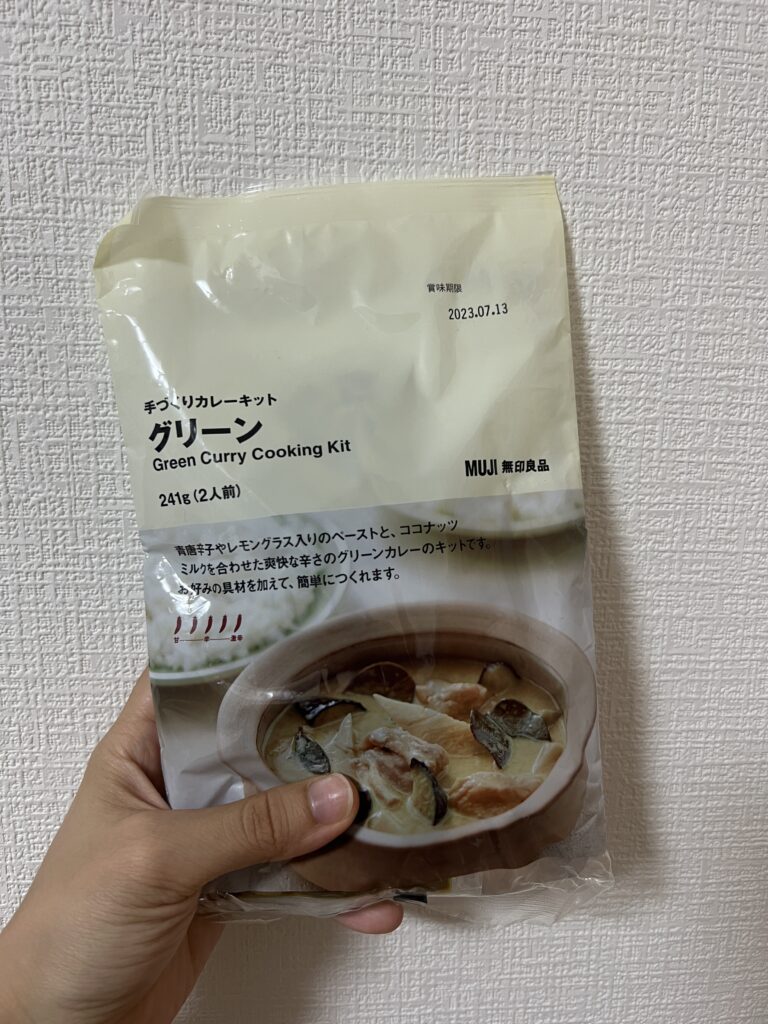 賞味期限
2023.07.13
手づくりカレーキット
グリーン
Green Curry Cooking Kit
241g(2人前)
MUJI 無印良品
青唐辛子やレモングラス入りのペーストと、ココナッツ
ミルクを合わせた爽快な辛さのグリーンカレーのキットです。
お好みの具材を加えて、簡単につくれます。
甘 辛 激辛